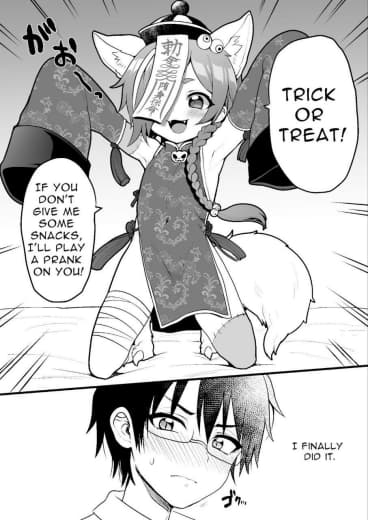 がおー
TRICK
OR
TREAT!
IF YOU
DON'T
GIVE ME
SOME
SNACKS,
I'LL PLAY
A PRANK
ON YOU!
I FINALLY
DID IT.
ゴクッ…